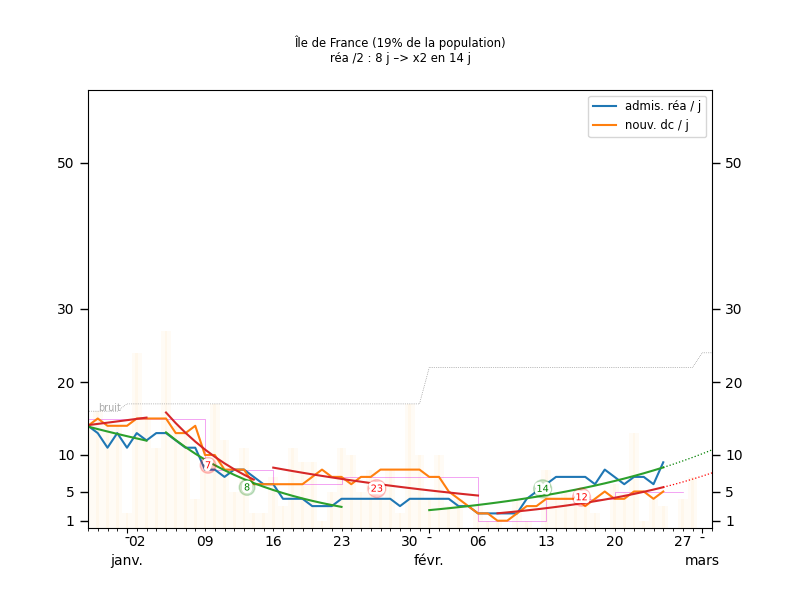 Île de France (19% de la population)
réa /2 : 8 j –> x2 en 14 j
admis. réa / j
nouv. dc / j
50 50
30 30
20 20
bruit
10 10
7
8
23
14
12
5 5
1 1
02 09 16 23 30 06 13 20 27
janv. févr. mars